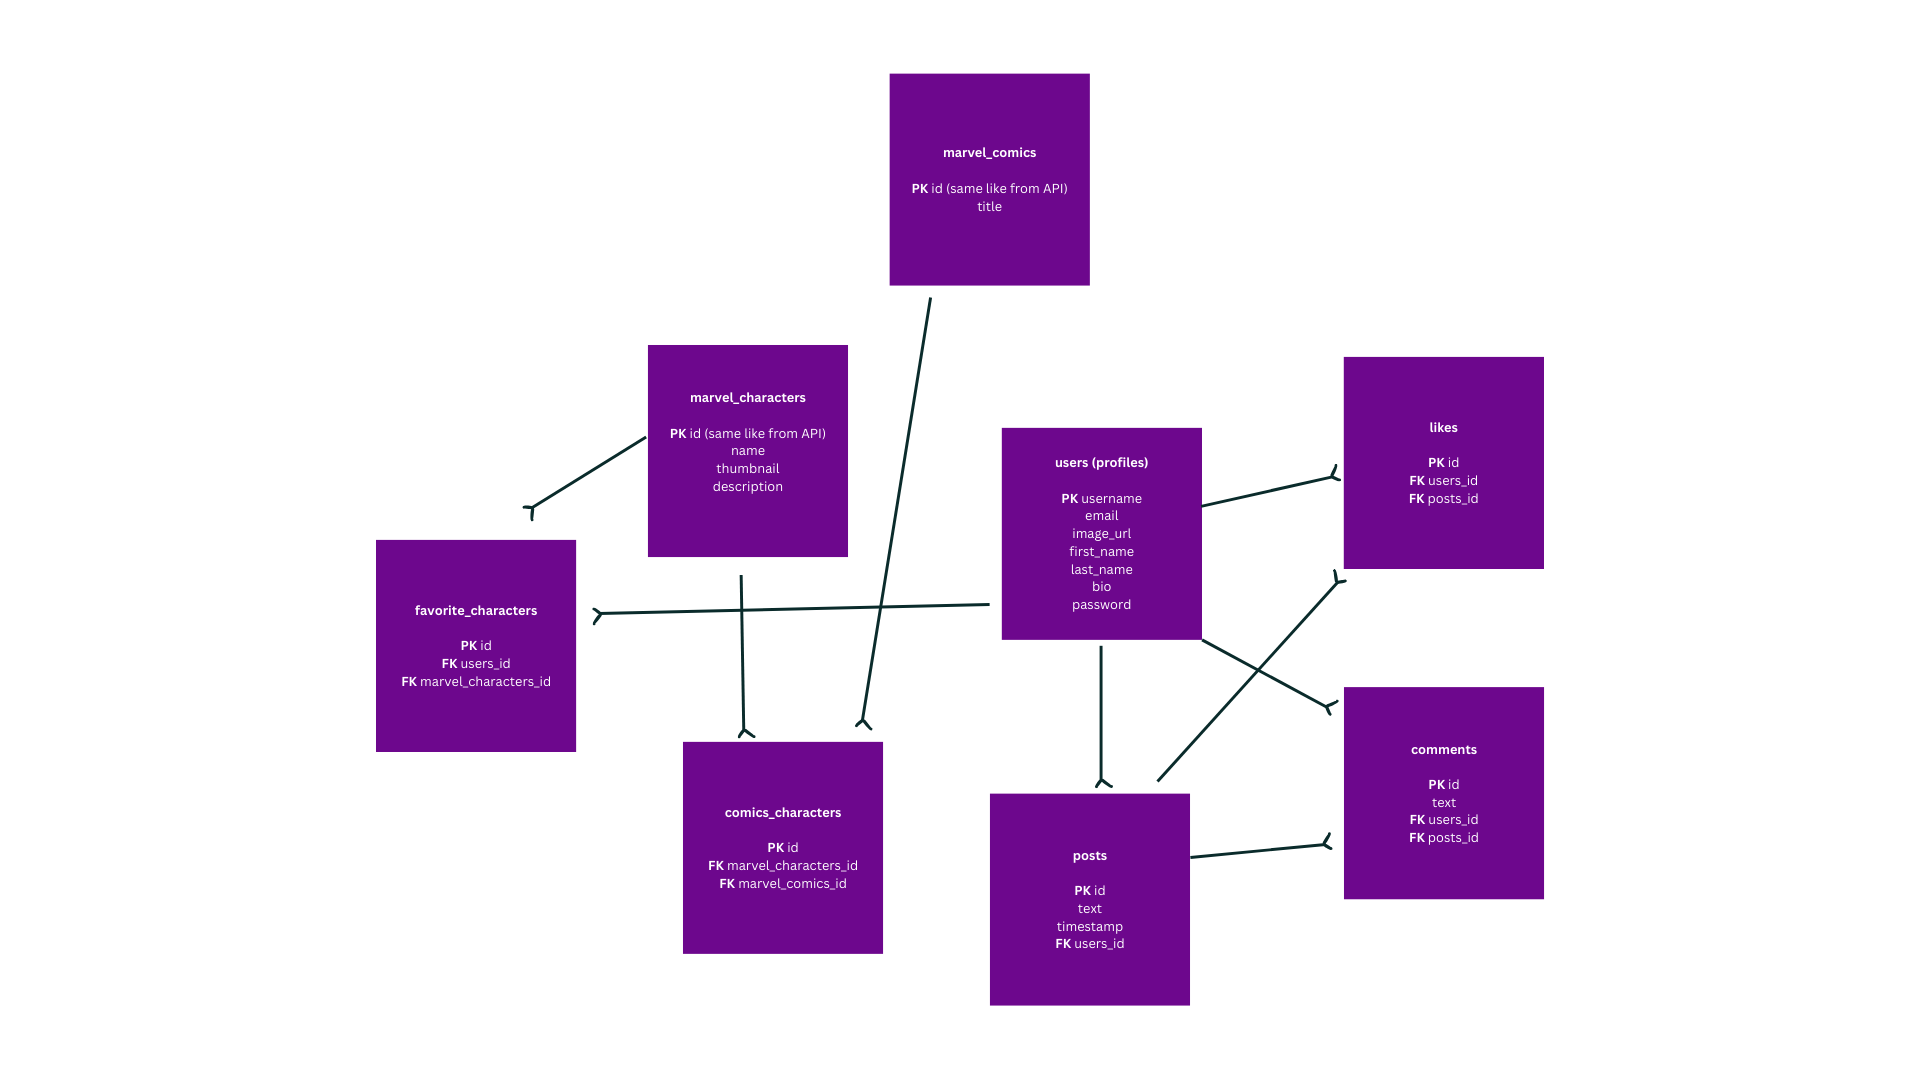 marvel_comics
PK id (same like from API)
title
marvel_characters
PK id (same like from API)
name
thumbnail
description
likes
PK id
FK users_id
FK posts_id
users (profiles)
PK username
email
image_url
first_name
last_name
bio
password
favorite_characters
PK id
FK users_id
FK marvel_characters_id
comments
PK id
text
FK users_id
FK posts_id
comics_characters
PK id
FK marvel_characters_id
FK marvel_comics_id
posts
PK id
text
timestamp
FK users_id